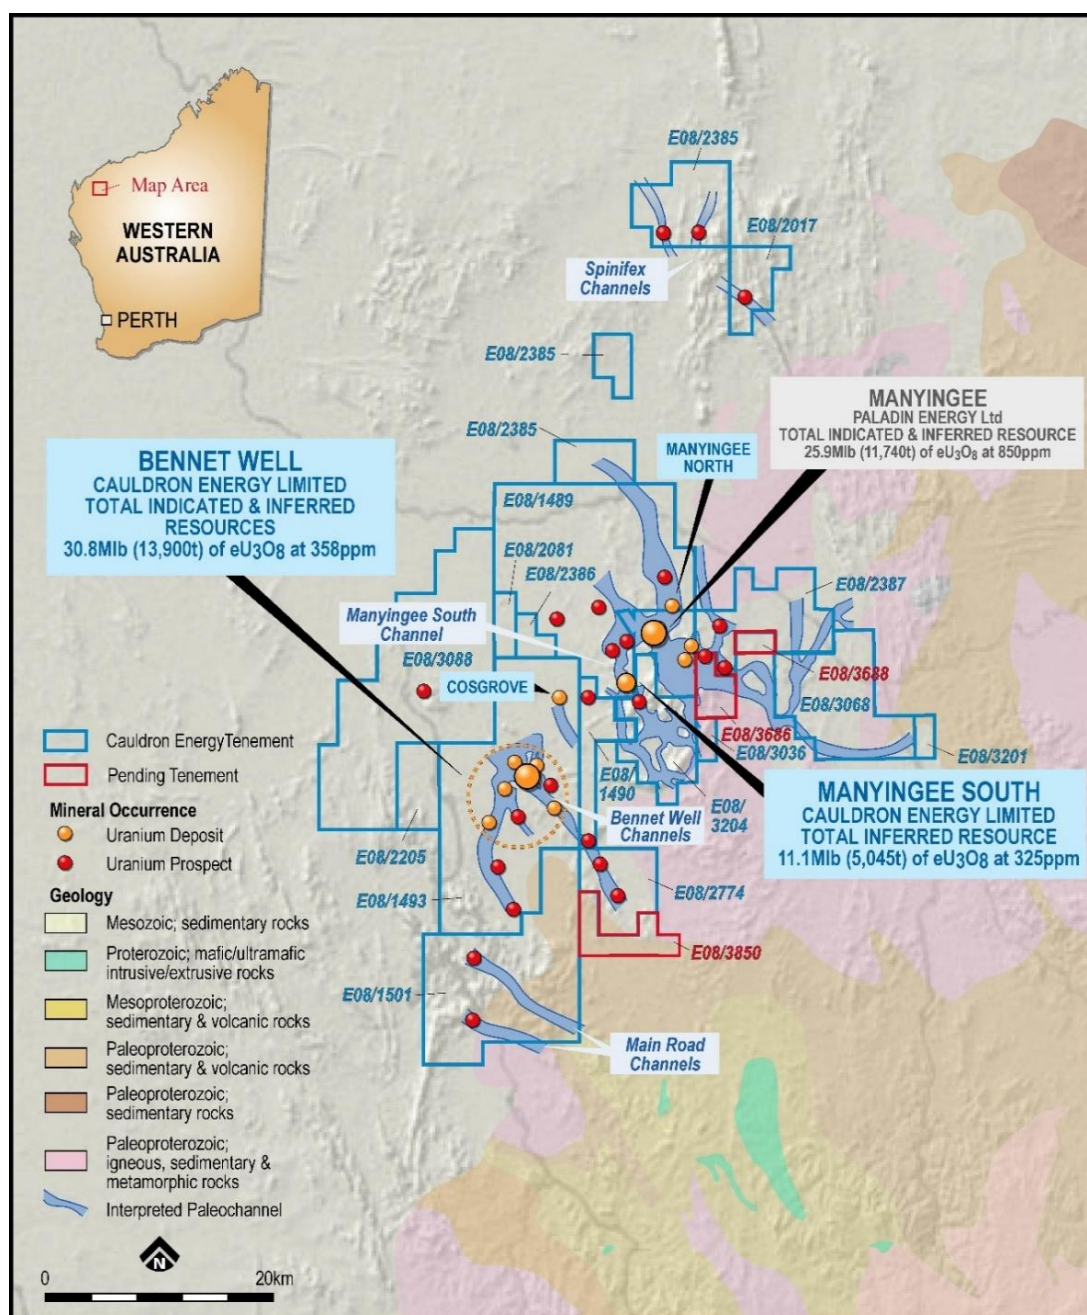 Map Area
WESTERN
AUSTRALIA
PERTH
E08/2385
E08/2017
Spinifex
Channels
E08/2385
MANYINGEE
PALADIN ENERGY Ltd
TOTAL INDICATED & INFERRED RESOURCE
25.9Mlb (11,740t) of eU3O8 at 850ppm
E08/2385
MANYINGEE
NORTH
BENNET WELL
CAULDRON ENERGY LIMITED
TOTAL INDICATED & INFERRED
RESOURCES
30.8Mlb (13,900t) of eU3O8 at 358ppm
E08/1489
E08/2081
E08/2386
E08/2387
Manyingee South
Channel
E08/3088
COSGROVE
E08/3688
E08/3068
E08/3686
E08/3036
E08/3201
E08/
1490
E08/
3204
MANYINGEE SOUTH
CAULDRON ENERGY LIMITED
TOTAL INFERRED RESOURCE
11.1Mlb (5,045t) of eU3O8 at 325ppm
Bennet Well
Channels
E08/2205
E08/1493
E08/2774
E08/3850
E08/1501
Main Road
Channels
Cauldron EnergyTenement
Pending Tenement
Mineral Occurrence
Uranium Deposit
Uranium Prospect
Geology
Mesozoic; sedimentary rocks
Proterozoic; mafic/ultramafic
intrusive/extrusive rocks
Mesoproterozoic;
sedimentary & volcanic rocks
Paleoproterozoic;
sedimentary & volcanic rocks
Paleoproterozoic;
sedimentary rocks
Paleoproterozoic;
igneous, sedimentary &
metamorphic rocks
Interpreted Paleochannel
N
0 20km